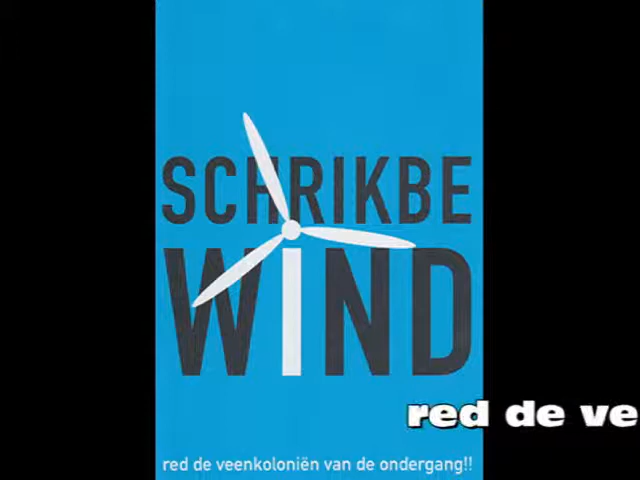 SCHRIKBE
WIND
red de ve
red de veenkoloniën van de ondergang!!